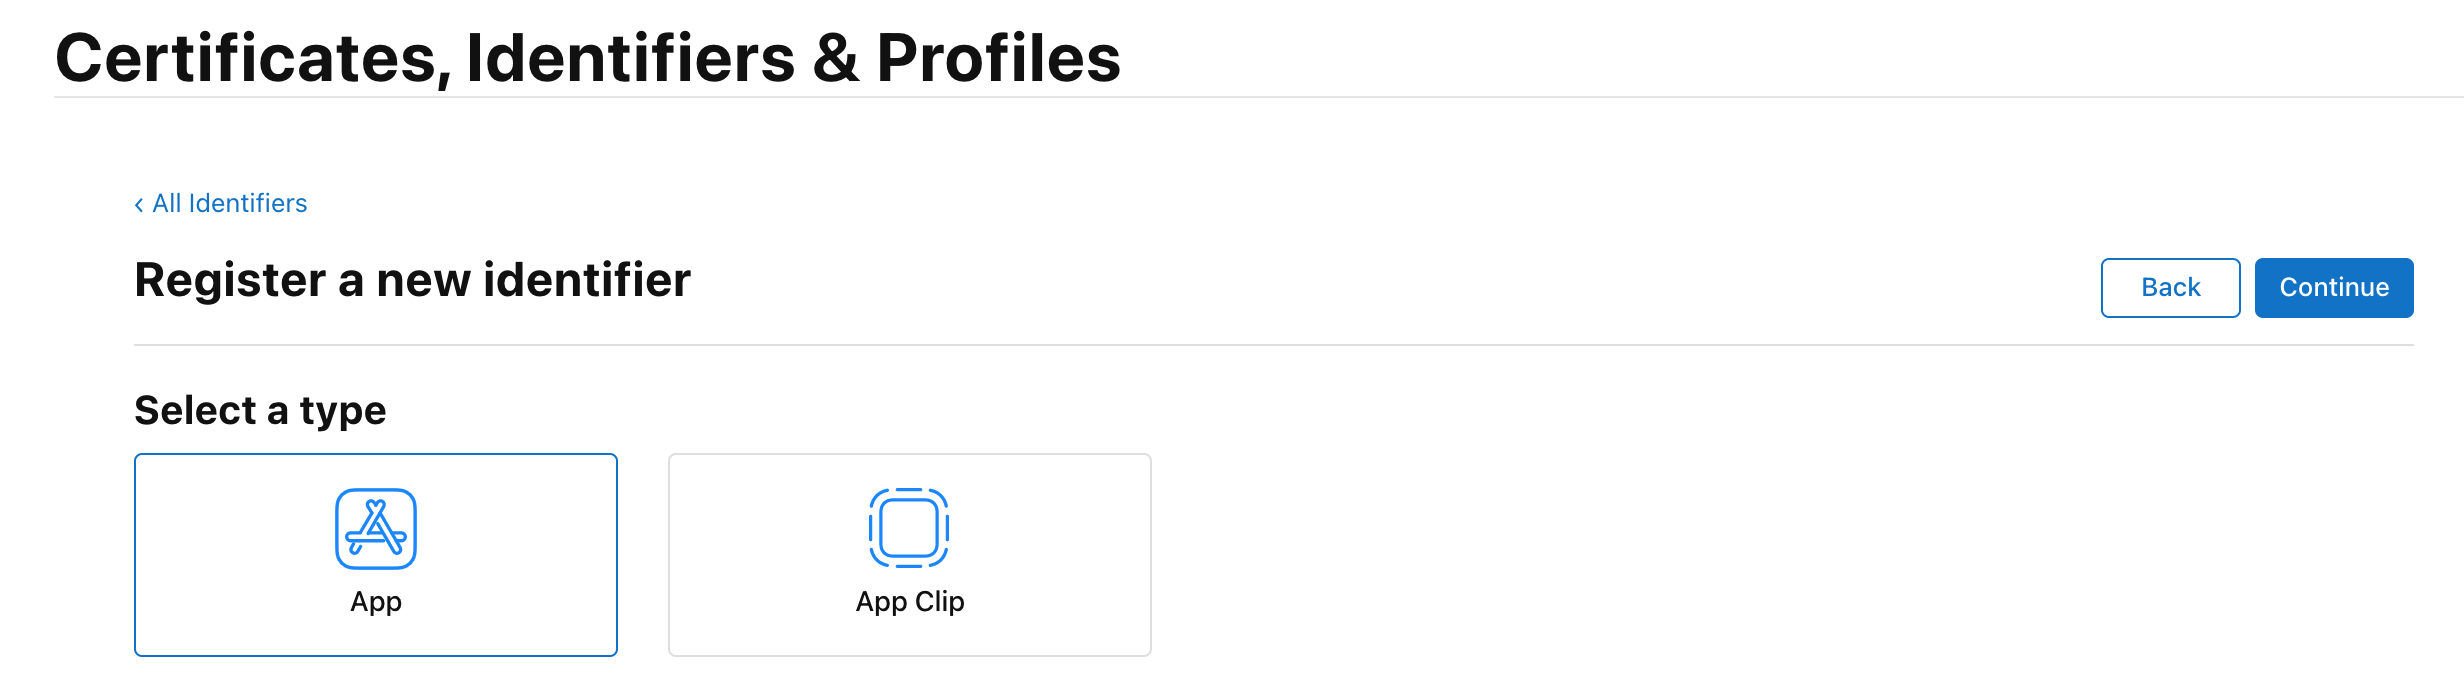 Certificates, Identifiers & Profiles
‹ All Identifiers
Register a new identifier
Back
Continue
Select a type
App
App Clip